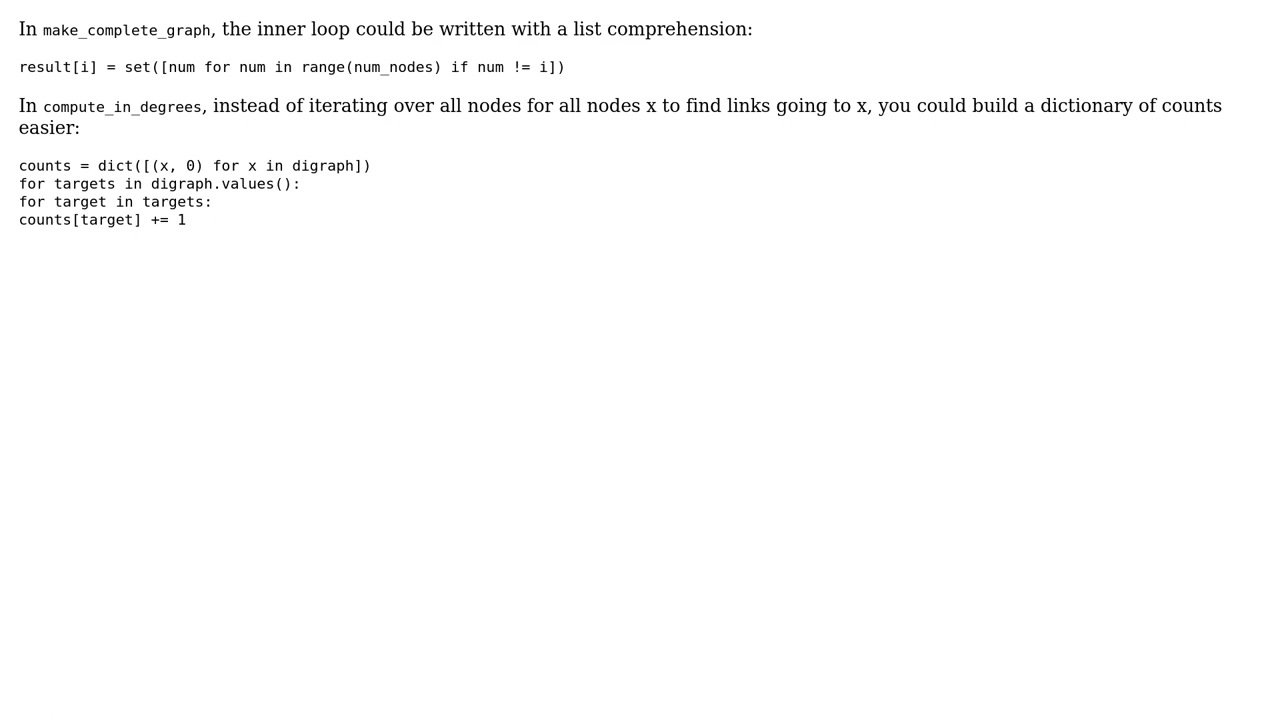 In make_complete_graph, the inner loop could be written with a list comprehension:
result[i] = set([num for num in range(num_nodes) if num != i])
In compute_in_degrees, instead of iterating over all nodes for all nodes x to find links going to x, you could build a dictionary of counts
easier:
counts = dict([(x, 0) for x in digraph])
for targets in digraph.values():
for target in targets:
counts[target] += 1